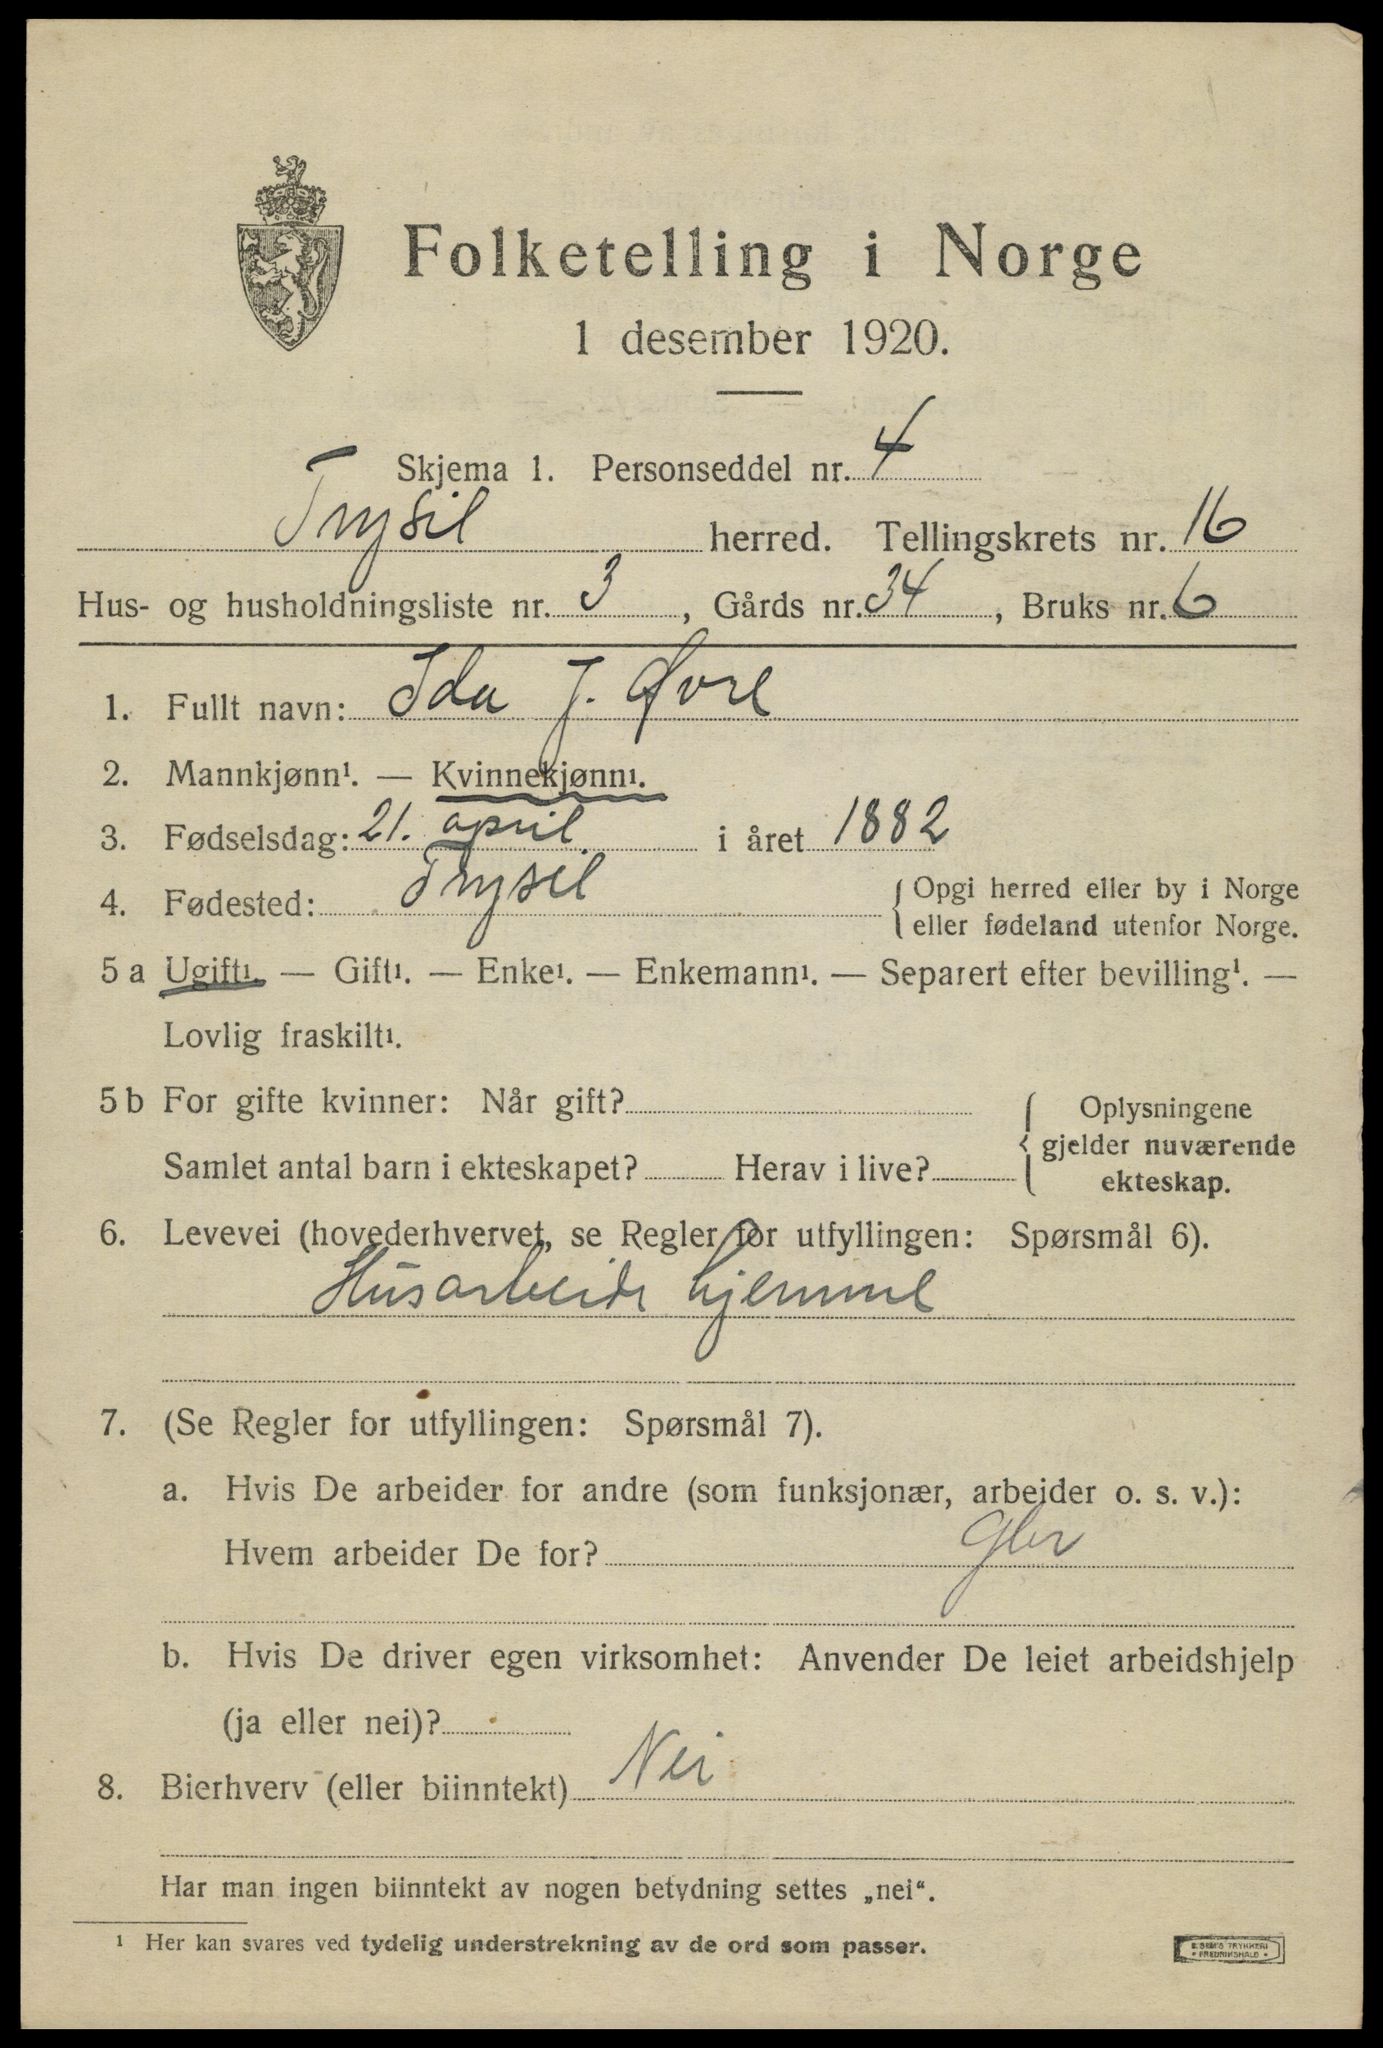 Folketelling i Norge
1 desember 1920.
Skjema 1. Personseddel nr. 4
Trysil herred. Tellingskrets nr. 16
Hus- og husholdningsliste nr. 3, Gårds nr. 34, Bruks nr. 6
1. Fullt navn: Ida J. Øvre
2. Mannkjønn¹. — Kvinnekjønn¹.
3. Fødselsdag: 21. april i året 1882
4. Fødested: Trysil { Opgi herred eller by i Norge
eller fødeland utenfor Norge.
5 a Ugift¹. — Gift¹. — Enke¹. — Enkemann¹. — Separert efter bevilling¹. —
Lovlig fraskilt¹.
5 b For gifte kvinner: Når gift? { Oplysningene
gjelder nuværende
Samlet antal barn i ekteskapet? Herav i live? ekteskap.
6. Levevei (hovederhvervet, se Regler for utfyllingen: Spørsmål 6).
Husarbeide hjemme
7. (Se Regler for utfyllingen: Spørsmål 7).
a. Hvis De arbeider for andre (som funksjonær, arbeider o. s. v.):
Hvem arbeider De for? Gbr
b. Hvis De driver egen virksomhet: Anvender De leiet arbeidshjelp
(ja eller nei)?
8. Bierhverv (eller biinntekt) Nei
Har man ingen biinntekt av nogen betydning settes „nei“.
¹ Her kan svares ved tydelig understrekning av de ord som passer.
E. SEM'S TRYKKERI
• FREDRIKSHALD •